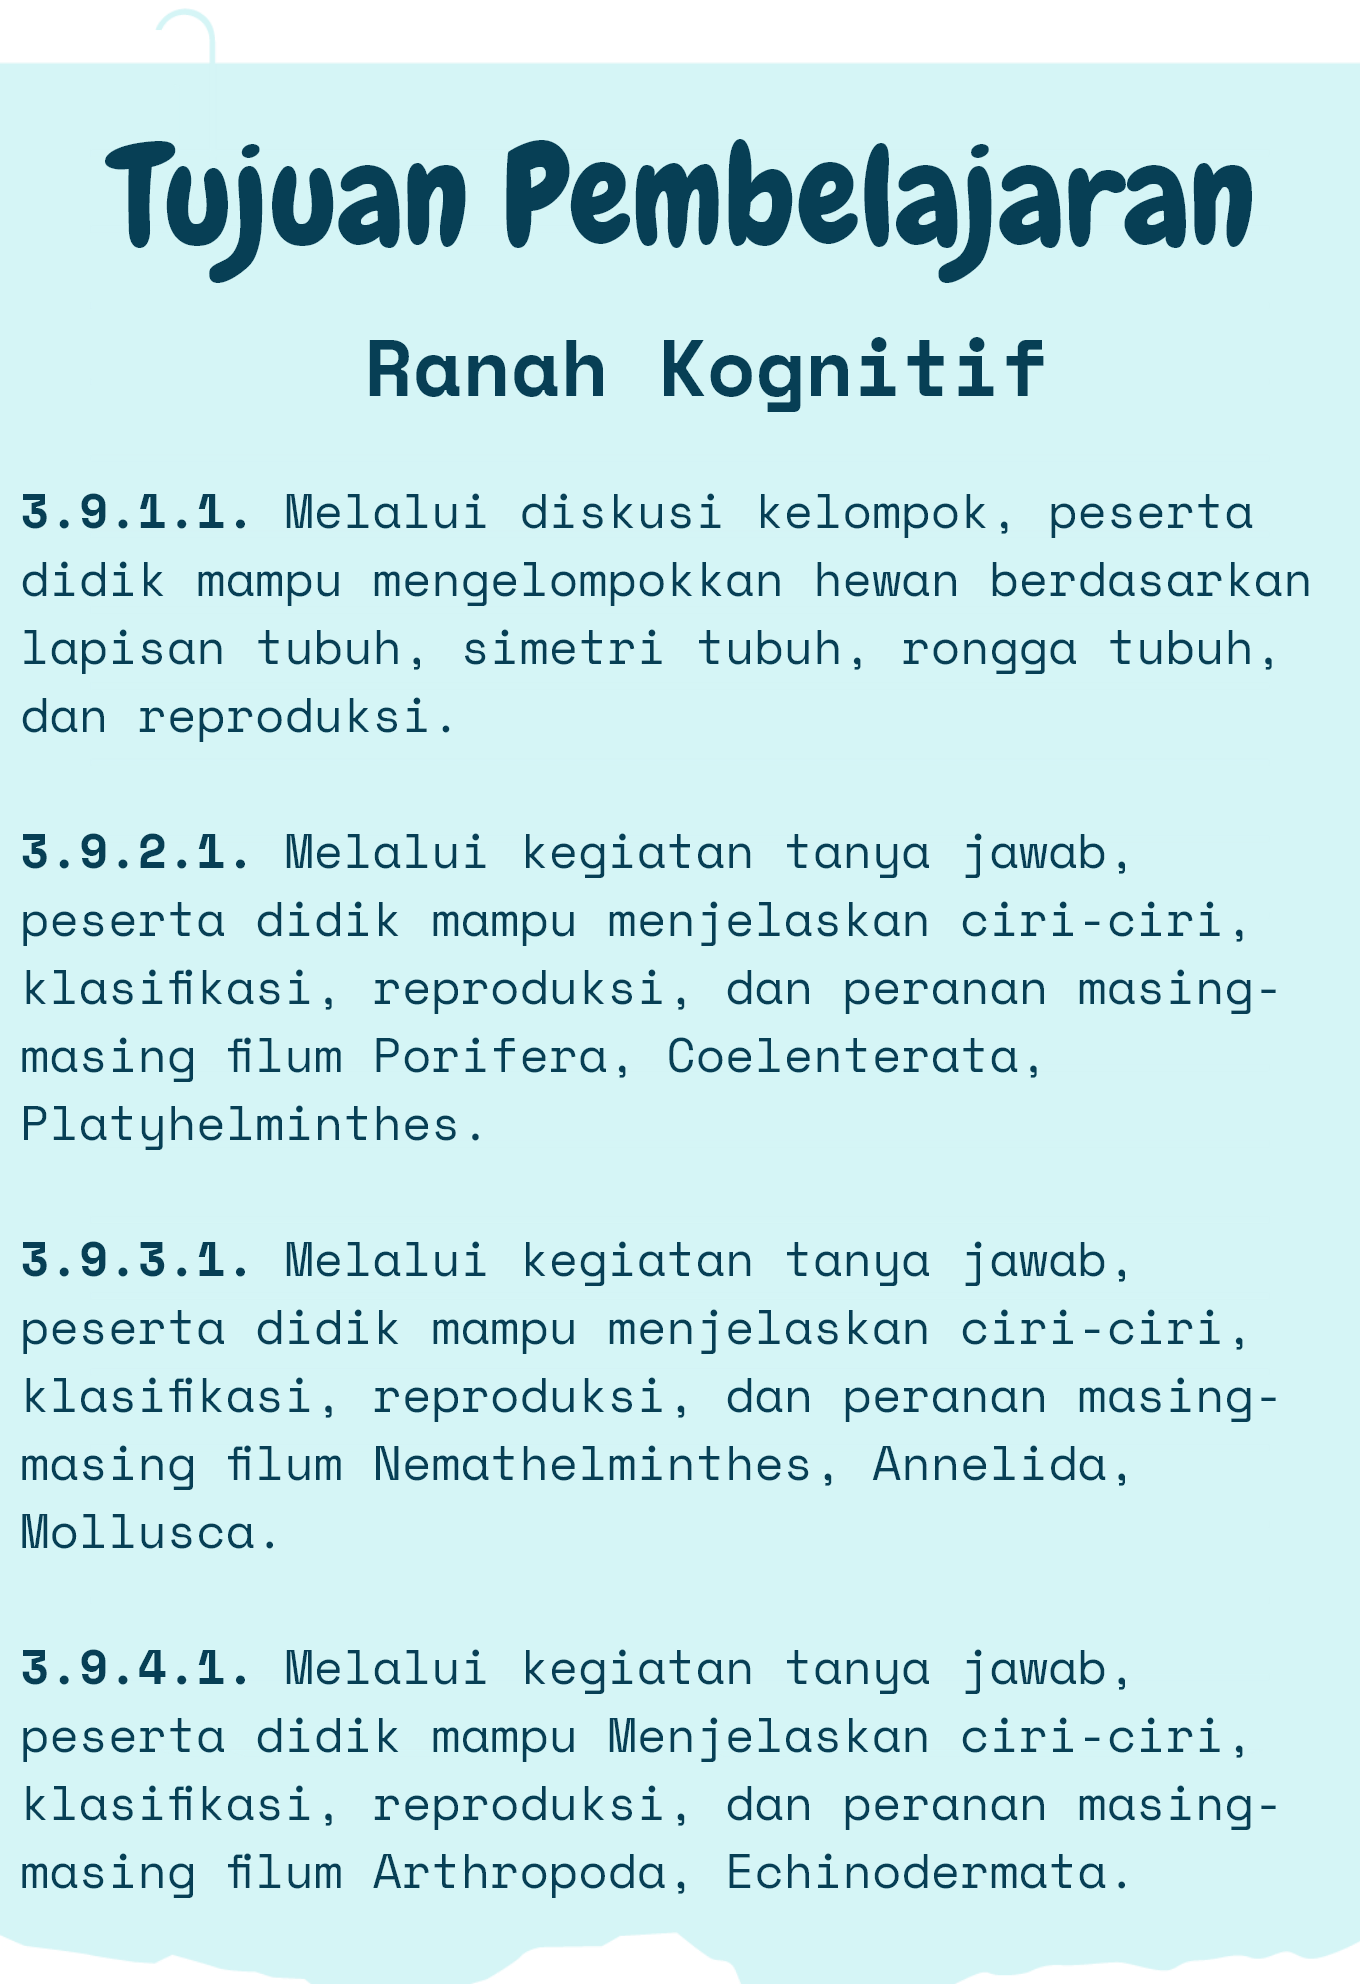 Tujuan Pembelajaran
Ranah Kognitif
3.9.1.1. Melalui diskusi kelompok, peserta
didik mampu mengelompokkan hewan berdasarkan
lapisan tubuh, simetri tubuh, rongga tubuh,
dan reproduksi.
3.9.2.1. Melalui kegiatan tanya jawab,
peserta didik mampu menjelaskan ciri-ciri,
klasifikasi, reproduksi, dan peranan masing-
masing filum Porifera, Coelenterata,
Platyhelminthes.
3.9.3.1. Melalui kegiatan tanya jawab,
peserta didik mampu menjelaskan ciri-ciri,
klasifikasi, reproduksi, dan peranan masing-
masing filum Nemathelminthes, Annelida,
Mollusca.
3.9.4.1. Melalui kegiatan tanya jawab,
peserta didik mampu Menjelaskan ciri-ciri,
klasifikasi, reproduksi, dan peranan masing-
masing filum Arthropoda, Echinodermata.